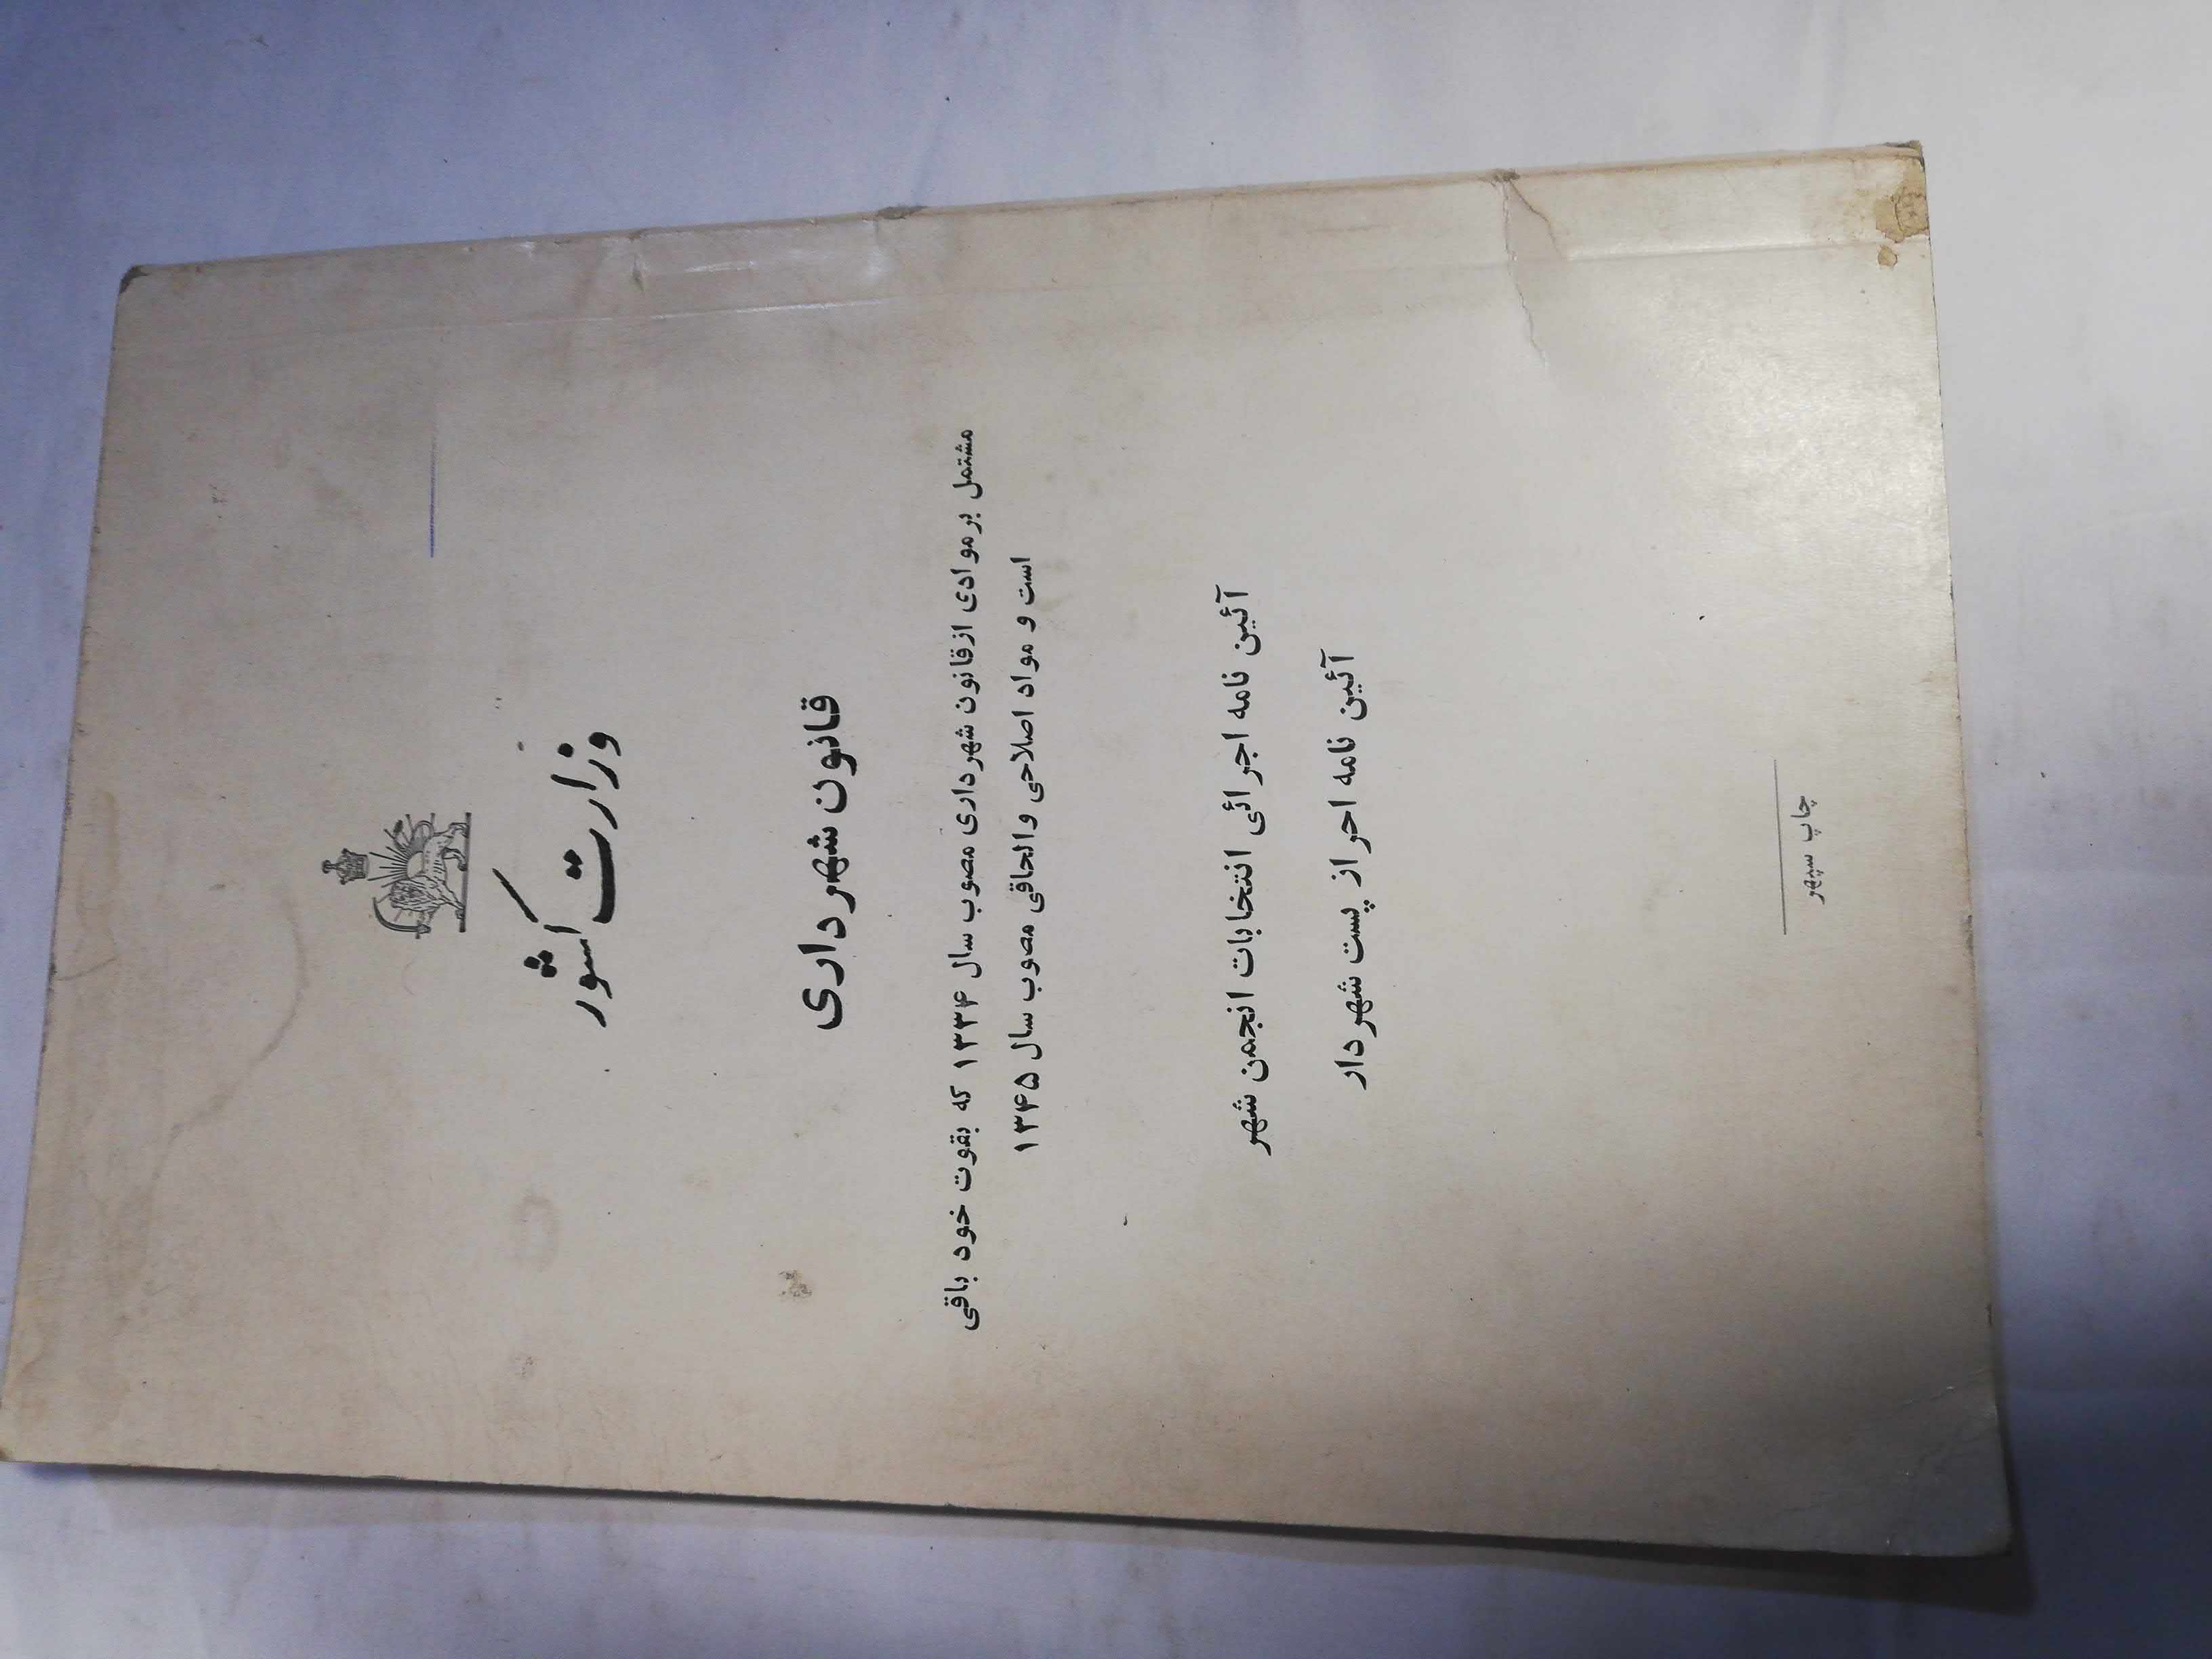 وزارت کشور
قانون شهرداری
مشتمل بر موادی از قانون شهرداری مصوب سال ۱۳۳۴ که بقوت خود باقی
است و مواد اصلاحی و الحاقی مصوب سال ۱۳۴۵
آئین نامه اجرائی انتخابات انجمن شهر
آئین نامه احراز پست شهردار
چاپ سپهر